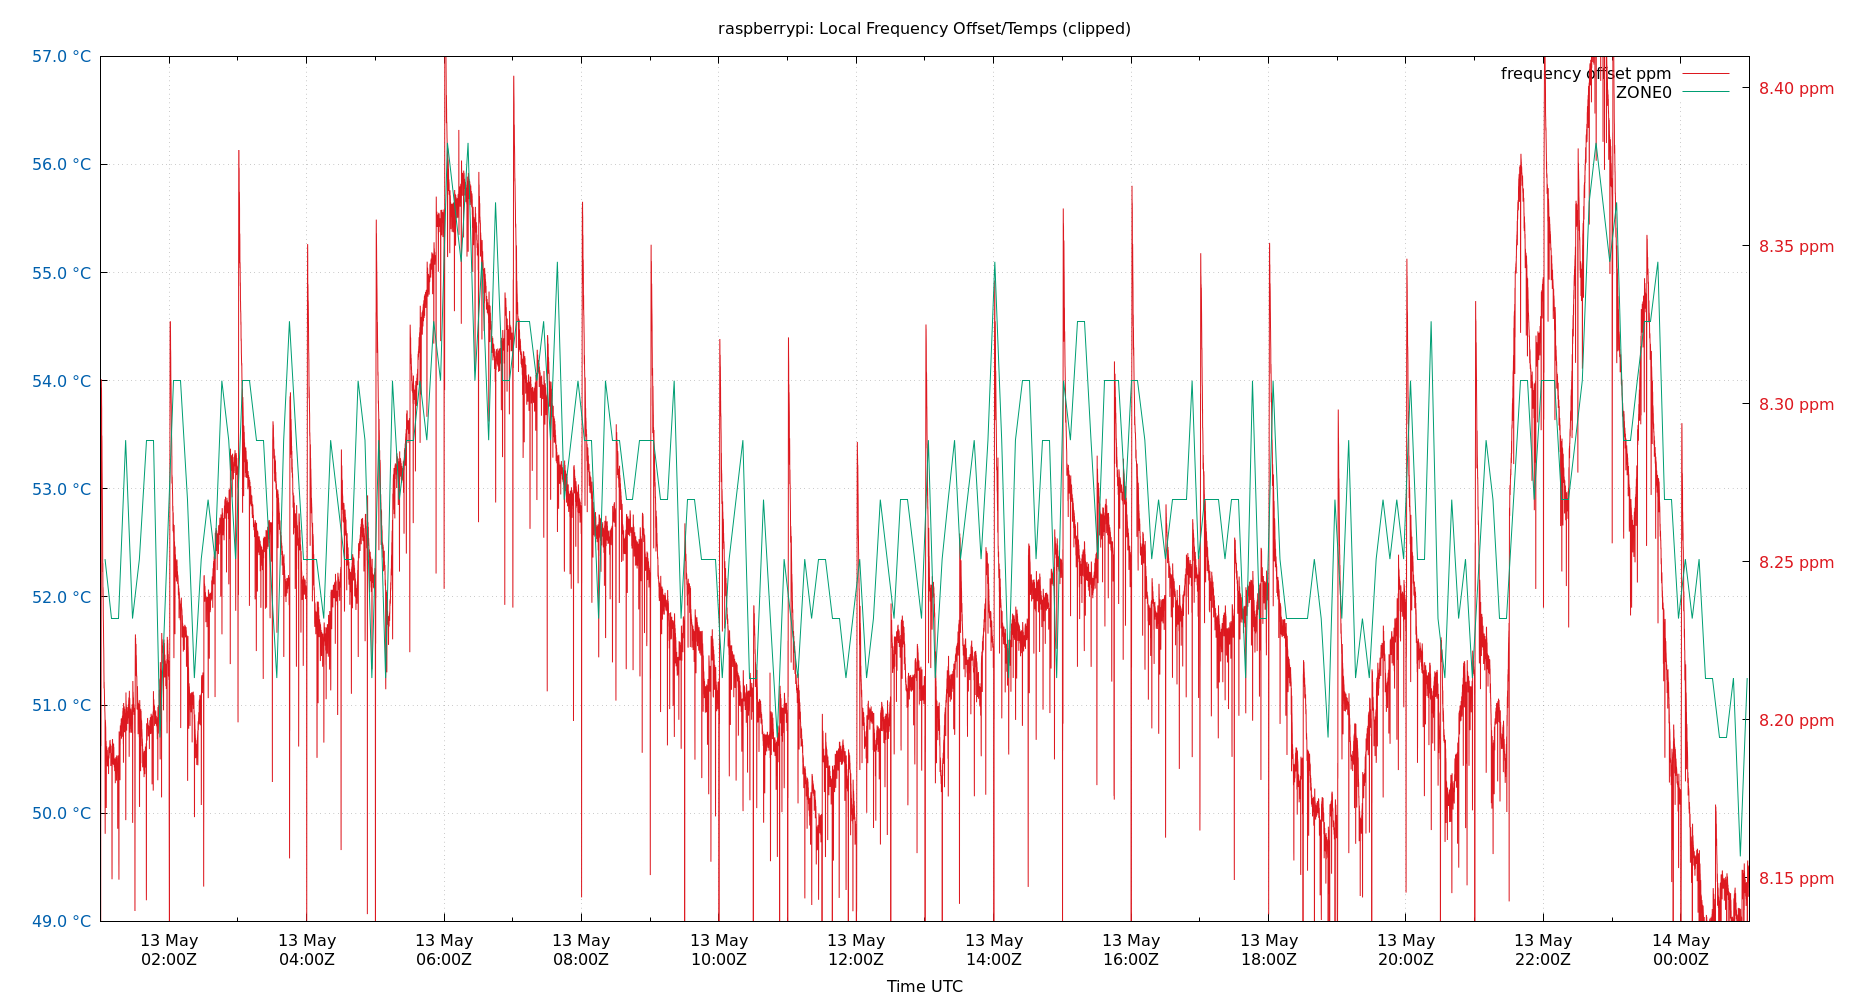 raspberrypi: Local Frequency Offset/Temps (clipped)
57.0 °C
56.0 °C
55.0 °C
54.0 °C
53.0 °C
52.0 °C
51.0 °C
50.0 °C
49.0 °C
frequency offset ppm
ZONE0
8.40 ppm
8.35 ppm
8.30 ppm
8.25 ppm
8.20 ppm
8.15 ppm
13 May 13 May 13 May 13 May 13 May 13 May 13 May 13 May 13 May 13 May 13 May 14 May
02:00Z 04:00Z 06:00Z 08:00Z 10:00Z 12:00Z 14:00Z 16:00Z 18:00Z 20:00Z 22:00Z 00:00Z
Time UTC